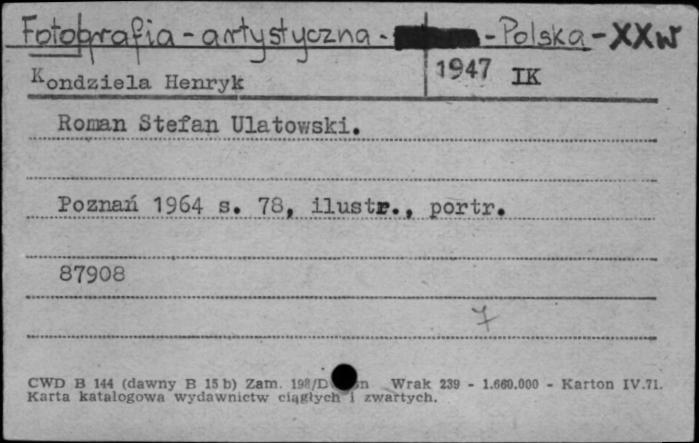 Fotografia - artystyczna - - Polska - XXw
Kondziela Henryk 1947 IK
Roman Stefan Ulatowski.
Poznań 1964 s. 78, ilustr., portr.
87908
7
CWD B 144 (dawny B 15 b) Zam. Wrak 239 - 1.660.000 - Karton IV.71.
Karta katalogowa wydawnictw ciągłych i zwartych.